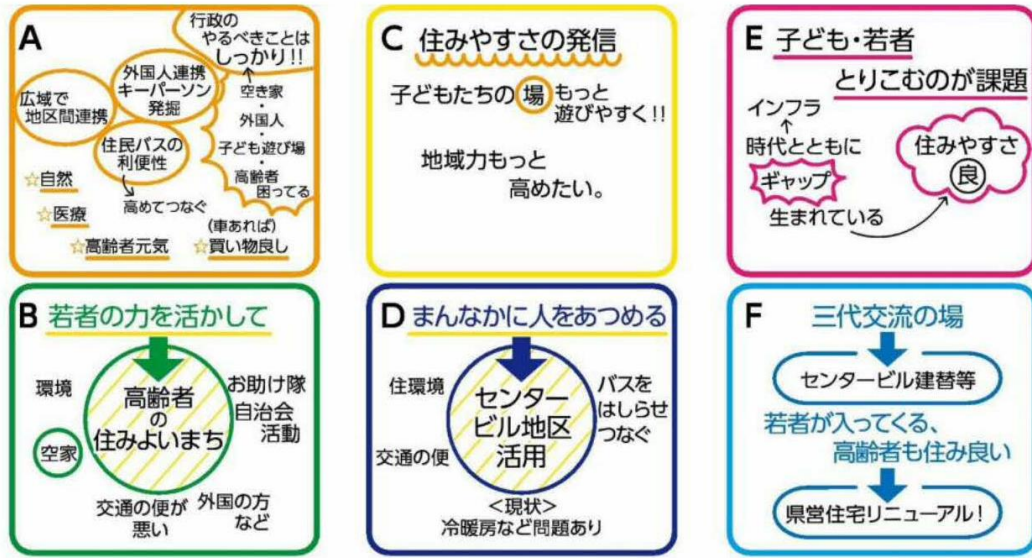 A
行政の
やるべきことは
しっかり!!
外国人連携
キーパーソン
発掘
広域で
地区間連携
住民バスの
利便性
高めてつなぐ
空き家
・
外国人
・
子ども遊び場
・
高齢者
困ってる
☆自然
☆医療
☆高齢者元気
(車あれば)
☆買い物良し
B 若者の力を活かして
高齢者
の
住みよいまち
環境
空家
お助け隊
自治会
活動
交通の便が
悪い
外国の方
など
C 住みやすさの発信
子どもたちの場もっと
遊びやすく!!
地域力もっと
高めたい。
D まんなかに人をあつめる
センター
ビル地区
活用
住環境
交通の便
バスを
はしらせ
つなぐ
<現状>
冷暖房など問題あり
E 子ども・若者
とりこむのが課題
インフラ
時代とともに
ギャップ
生まれている
住みやすさ
良
F 三代交流の場
センタービル建替等
若者が入ってくる、
高齢者も住み良い
県営住宅リニューアル!